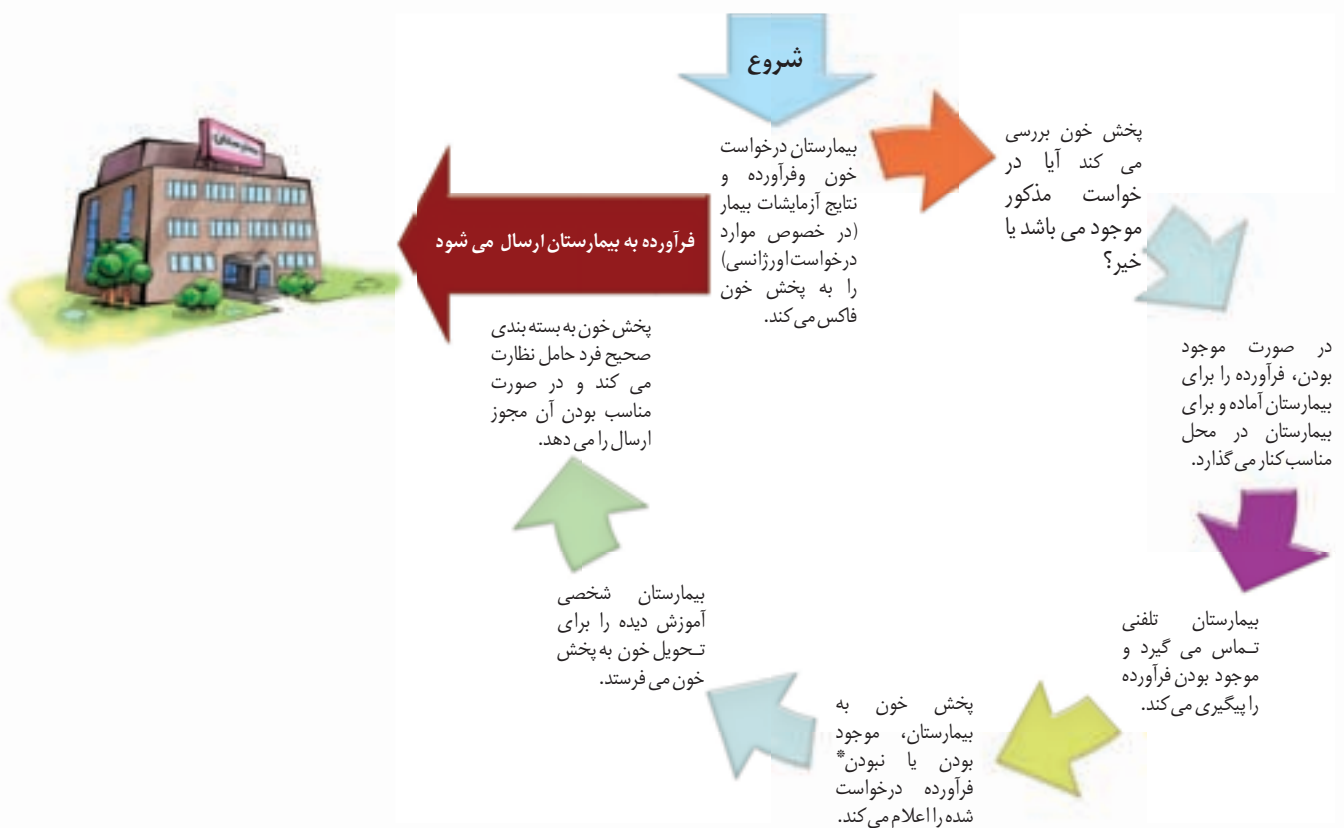 شروع
بیمارستان درخواست
خون وفرآورده و
نتایج آزمایشات بیمار
(در خصوص موارد
درخواست اورژانسی)
را به پخش خون
فاکس می کند.
پخش خون بررسی
می کند آیا در
خواست مذکور
موجود می باشد یا
خیر؟
در صورت موجود
بودن، فرآورده را برای
بیمارستان آماده و برای
بیمارستان در محل
مناسب کنار می گذارد.
بیمارستان تلفنی
تـماس می گیرد و
موجود بودن فرآورده
را پیگیری می کند.
پخش خون به
بیمارستان، موجود
بودن یا نبودن*
فرآورده درخواست
شده را اعلام می کند.
بیمارستان شخصی
آموزش دیده را برای
تـحویل خون به پخش
خون می فرستد.
پخش خون به بسته بندی
صحیح فرد حامل نظارت
می کند و در صورت
مناسب بودن آن مجوز
ارسال را می دهد.
فرآورده به بیمارستان ارسال می شود
بیمارستان